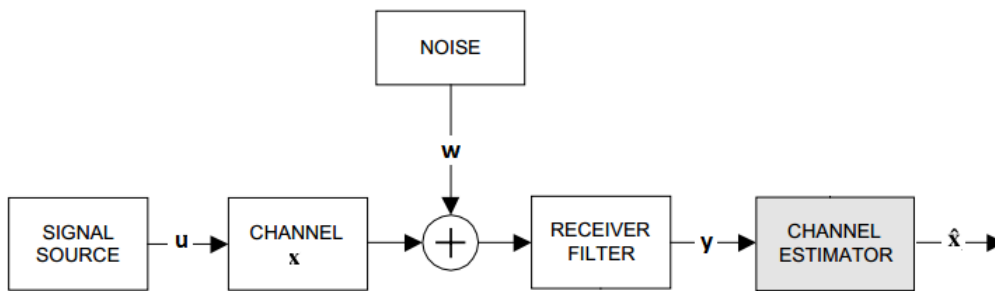 NOISE
w
SIGNAL
SOURCE
u
CHANNEL
x
+
RECEIVER
FILTER
y
CHANNEL
ESTIMATOR
x̂